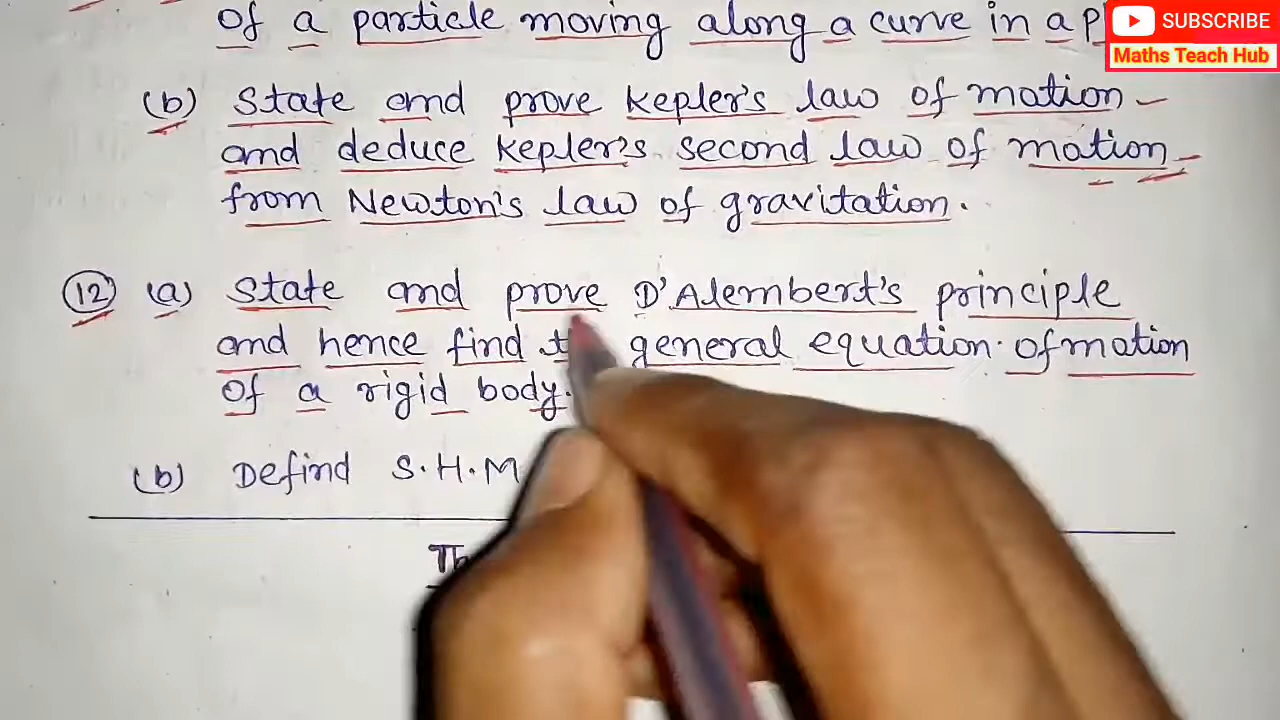 of a particle moving along a curve in a p
SUBSCRIBE
Maths Teach Hub
(b) State and prove Kepler's law of motion
and deduce Kepler's second law of motion
from Newton's law of gravitation.
12 (a) State and prove D'Alembert's principle
and hence find general equation of motion
of a rigid body.
(b) Defind S.H.M